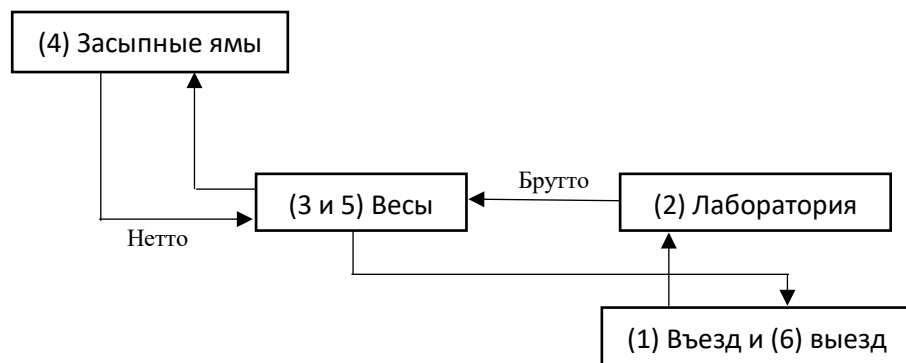 (4) Засыпные ямы
Брутто
(3 и 5) Весы
(2) Лаборатория
Нетто
(1) Въезд и (6) выезд